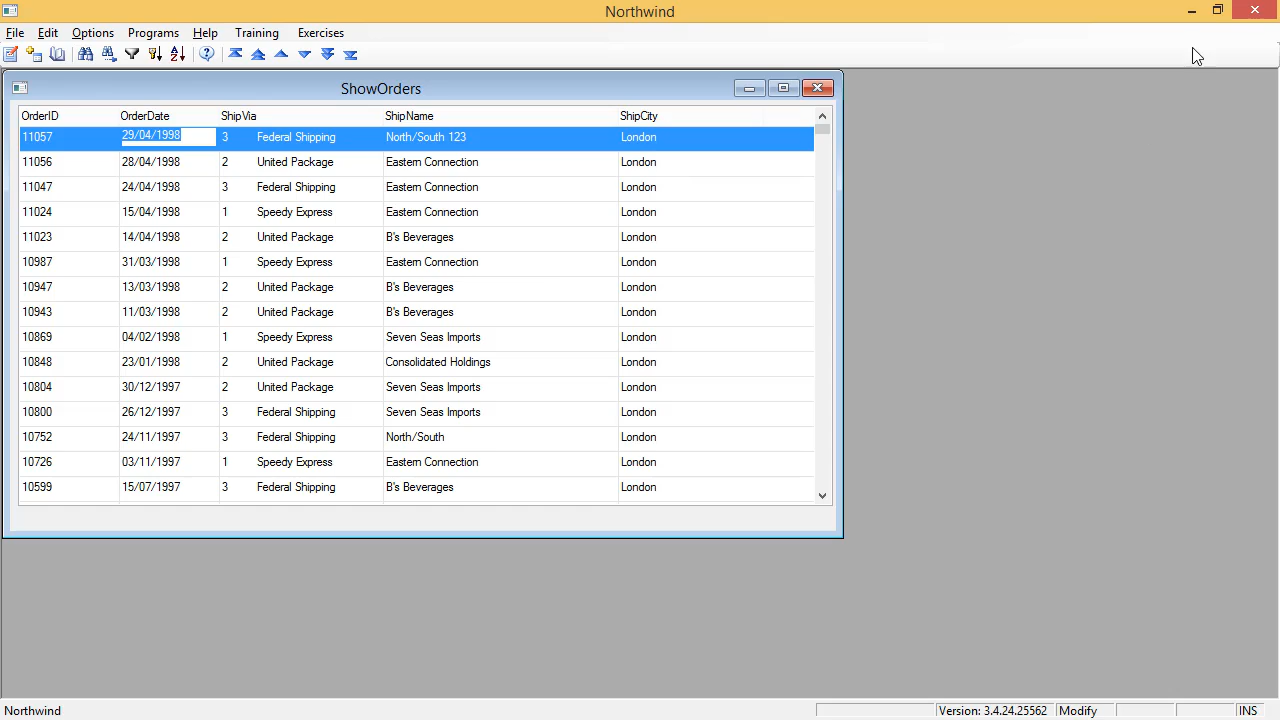 Northwind
File Edit Options Programs Help Training Exercises
ShowOrders
OrderID OrderDate ShipVia ShipName ShipCity
11057 29/04/1998 3 Federal Shipping North/South 123 London
11056 28/04/1998 2 United Package Eastern Connection London
11047 24/04/1998 3 Federal Shipping Eastern Connection London
11024 15/04/1998 1 Speedy Express Eastern Connection London
11023 14/04/1998 2 United Package B's Beverages London
10987 31/03/1998 1 Speedy Express Eastern Connection London
10947 13/03/1998 2 United Package B's Beverages London
10943 11/03/1998 2 United Package B's Beverages London
10869 04/02/1998 1 Speedy Express Seven Seas Imports London
10848 23/01/1998 2 United Package Consolidated Holdings London
10804 30/12/1997 2 United Package Seven Seas Imports London
10800 26/12/1997 3 Federal Shipping Seven Seas Imports London
10752 24/11/1997 3 Federal Shipping North/South London
10726 03/11/1997 1 Speedy Express Eastern Connection London
10599 15/07/1997 3 Federal Shipping B's Beverages London
Northwind Version: 3.4.24.25562 Modify INS